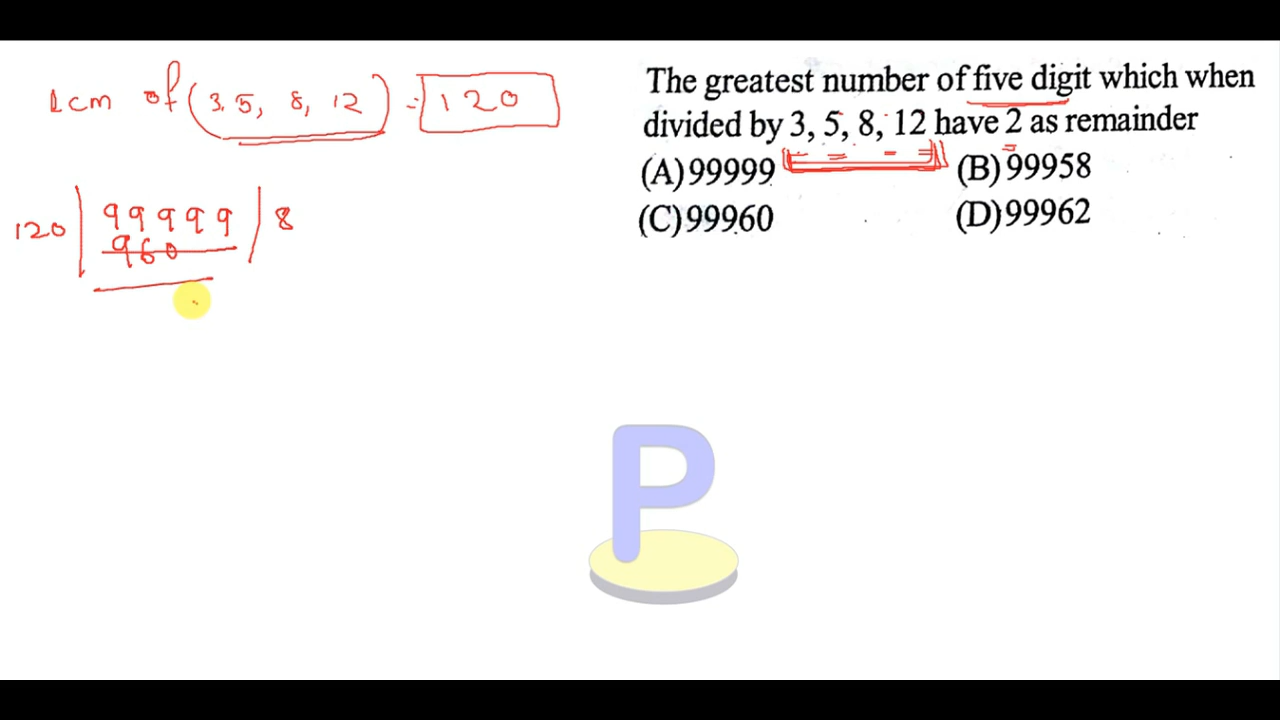 Lcm of (3, 5, 8, 12) = 120
120 | 99999 | 8
960
The greatest number of five digit which when
divided by 3, 5, 8, 12 have 2 as remainder
(A) 99999 (B) 99958
(C) 99960 (D) 99962
P